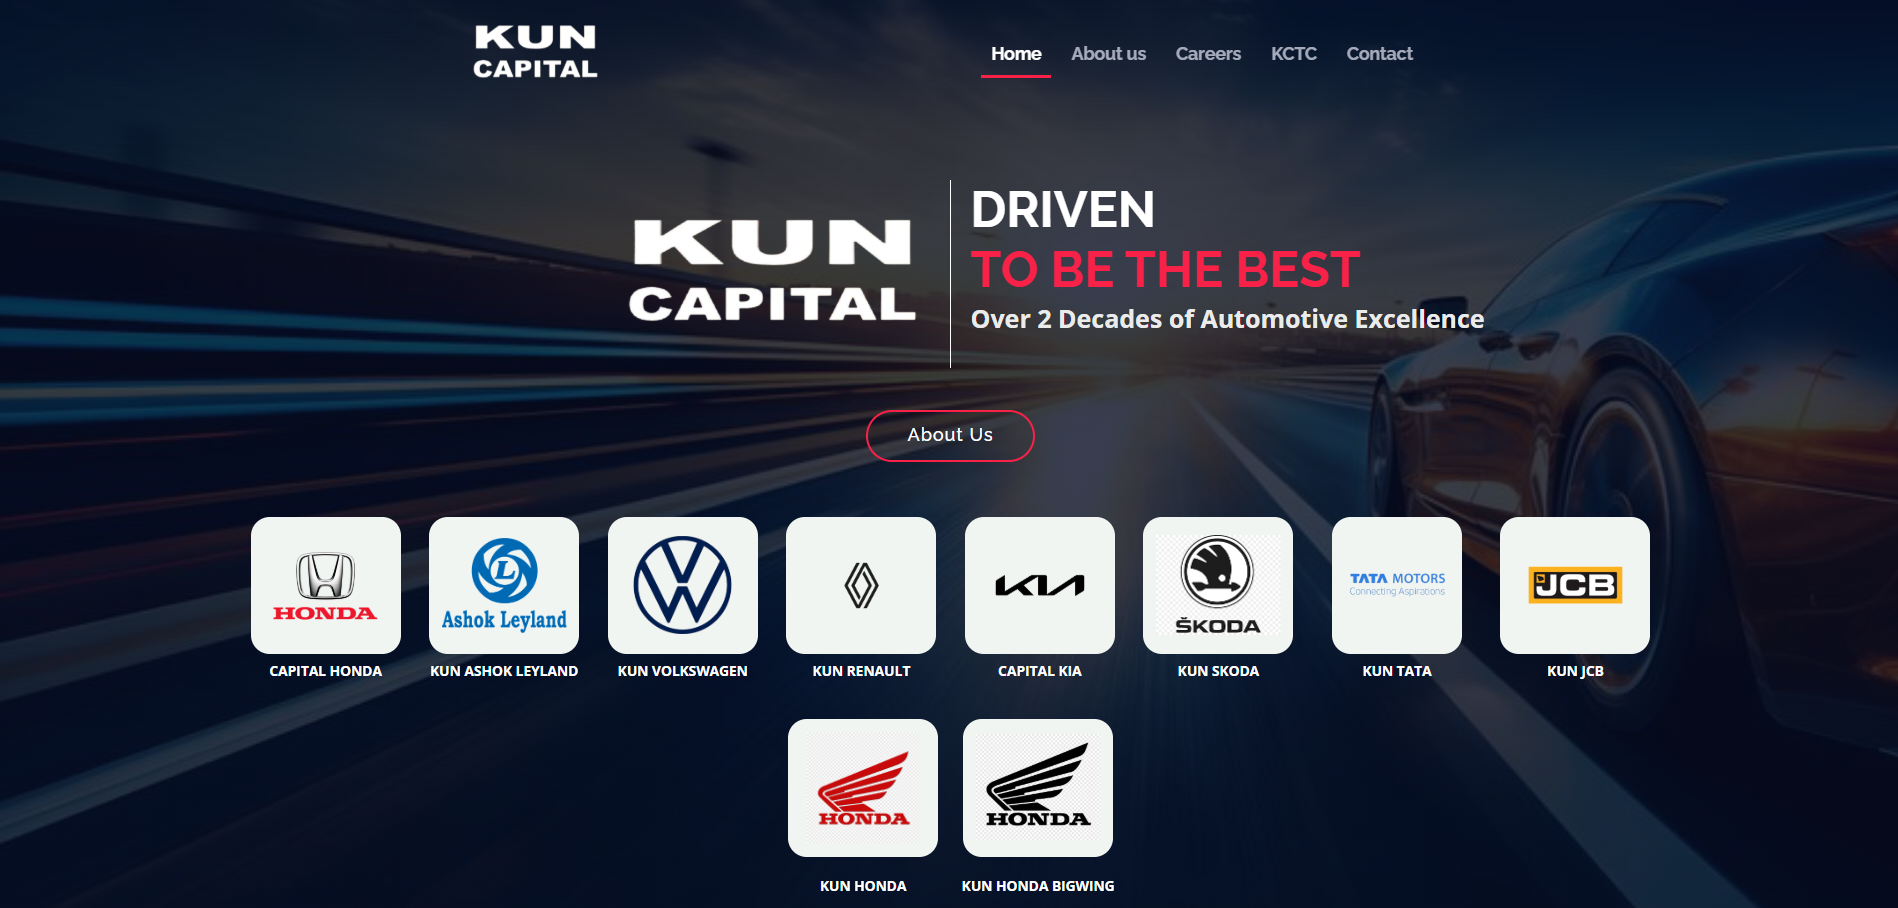 KUN
CAPITAL
Home
About us
Careers
KCTC
Contact
KUN
CAPITAL
DRIVEN
TO BE THE BEST
Over 2 Decades of Automotive Excellence
About Us
HONDA
CAPITAL HONDA
L
Ashok Leyland
KUN ASHOK LEYLAND
KUN VOLKSWAGEN
KUN RENAULT
KIA
CAPITAL KIA
ŠKODA
KUN SKODA
TATA MOTORS
Connecting Aspirations
KUN TATA
JCB
KUN JCB
HONDA
KUN HONDA
HONDA
KUN HONDA BIGWING